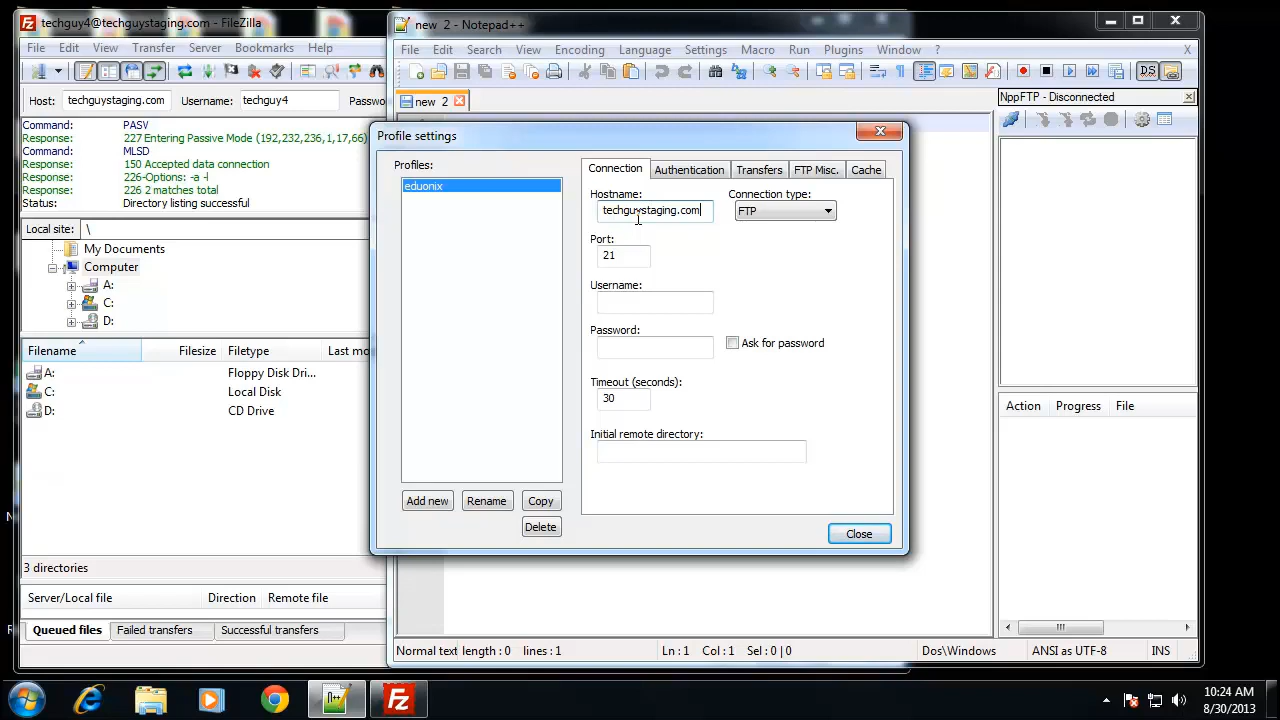 techguy4@techguystaging.com - FileZilla
File Edit View Transfer Server Bookmarks Help
Host: techguystaging.com Username: techguy4 Passwo
Command: PASV
Response: 227 Entering Passive Mode (192,232,236,1,17,66)
Command: MLSD
Response: 150 Accepted data connection
Response: 226-Options: -a -l
Response: 226 2 matches total
Status: Directory listing successful
Local site: \
My Documents
Computer
A:
C:
D:
Filename Filesize Filetype Last mo
A: Floppy Disk Dri...
C: Local Disk
D: CD Drive
3 directories
Server/Local file Direction Remote file
Queued files Failed transfers Successful transfers
new 2 - Notepad++
File Edit Search View Encoding Language Settings Macro Run Plugins Window ? X
new 2
NppFTP - Disconnected
Action Progress File
Profile settings
Profiles:
eduonix
Add new Rename Copy
Delete
Connection Authentication Transfers FTP Misc. Cache
Hostname: Connection type:
techguystaging.com FTP
Port:
21
Username:
Password:
Ask for password
Timeout (seconds):
30
Initial remote directory:
Close
Normal text length : 0 lines : 1 Ln : 1 Col : 1 Sel : 0 | 0 Dos\Windows ANSI as UTF-8 INS
10:24 AM
8/30/2013